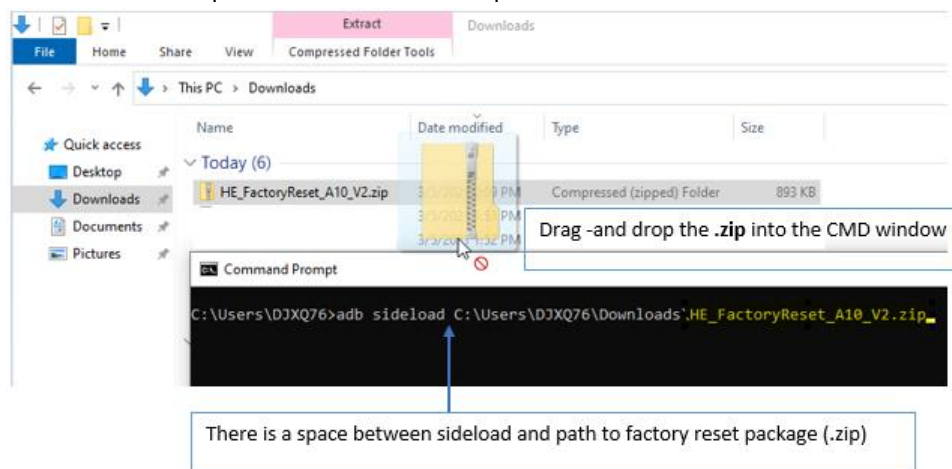 Extract Downloads
File Home Share View Compressed Folder Tools
This PC > Downloads
Name Date modified Type Size
Quick access
Today (6)
Desktop
HE_FactoryReset_A10_V2.zip PM Compressed (zipped) Folder 893 KB
Downloads
PM
Documents
PM
Drag -and drop the .zip into the CMD window
Pictures
Command Prompt
C:\Users\DJXQ76>adb sideload C:\Users\DJXQ76\Downloads\HE_FactoryReset_A10_V2.zip
There is a space between sideload and path to factory reset package (.zip)